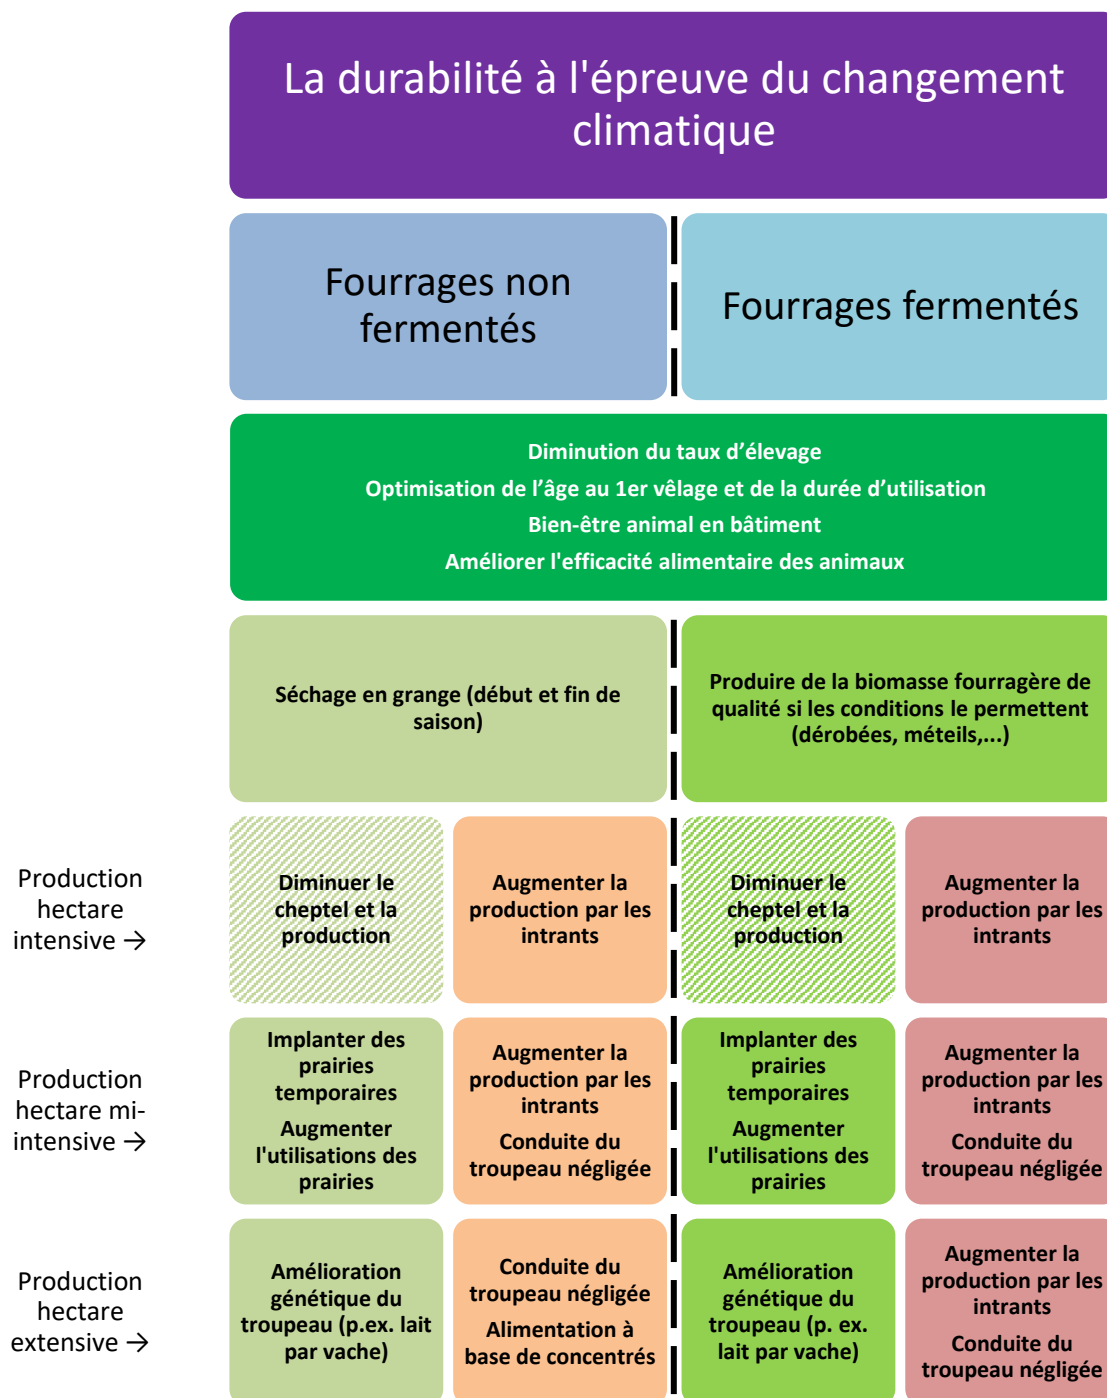 La durabilité à l'épreuve du changement
climatique
Fourrages non
fermentés
Fourrages fermentés
Diminution du taux d’élevage
Optimisation de l’âge au 1er vêlage et de la durée d’utilisation
Bien-être animal en bâtiment
Améliorer l'efficacité alimentaire des animaux
Séchage en grange (début et fin de
saison)
Produire de la biomasse fourragère de
qualité si les conditions le permettent
(dérobées, méteils,...)
Production
hectare
intensive →
Diminuer le
cheptel et la
production
Augmenter la
production par les
intrants
Diminuer le
cheptel et la
production
Augmenter la
production par les
intrants
Production
hectare mi-
intensive →
Implanter des
prairies
temporaires
Augmenter
l'utilisations des
prairies
Augmenter la
production par les
intrants
Conduite du
troupeau négligée
Implanter des
prairies
temporaires
Augmenter
l'utilisations des
prairies
Augmenter la
production par les
intrants
Conduite du
troupeau négligée
Production
hectare
extensive →
Amélioration
génétique du
troupeau (p.ex. lait
par vache)
Conduite du
troupeau négligée
Alimentation à
base de concentrés
Amélioration
génétique du
troupeau (p. ex.
lait par vache)
Augmenter la
production par les
intrants
Conduite du
troupeau négligée